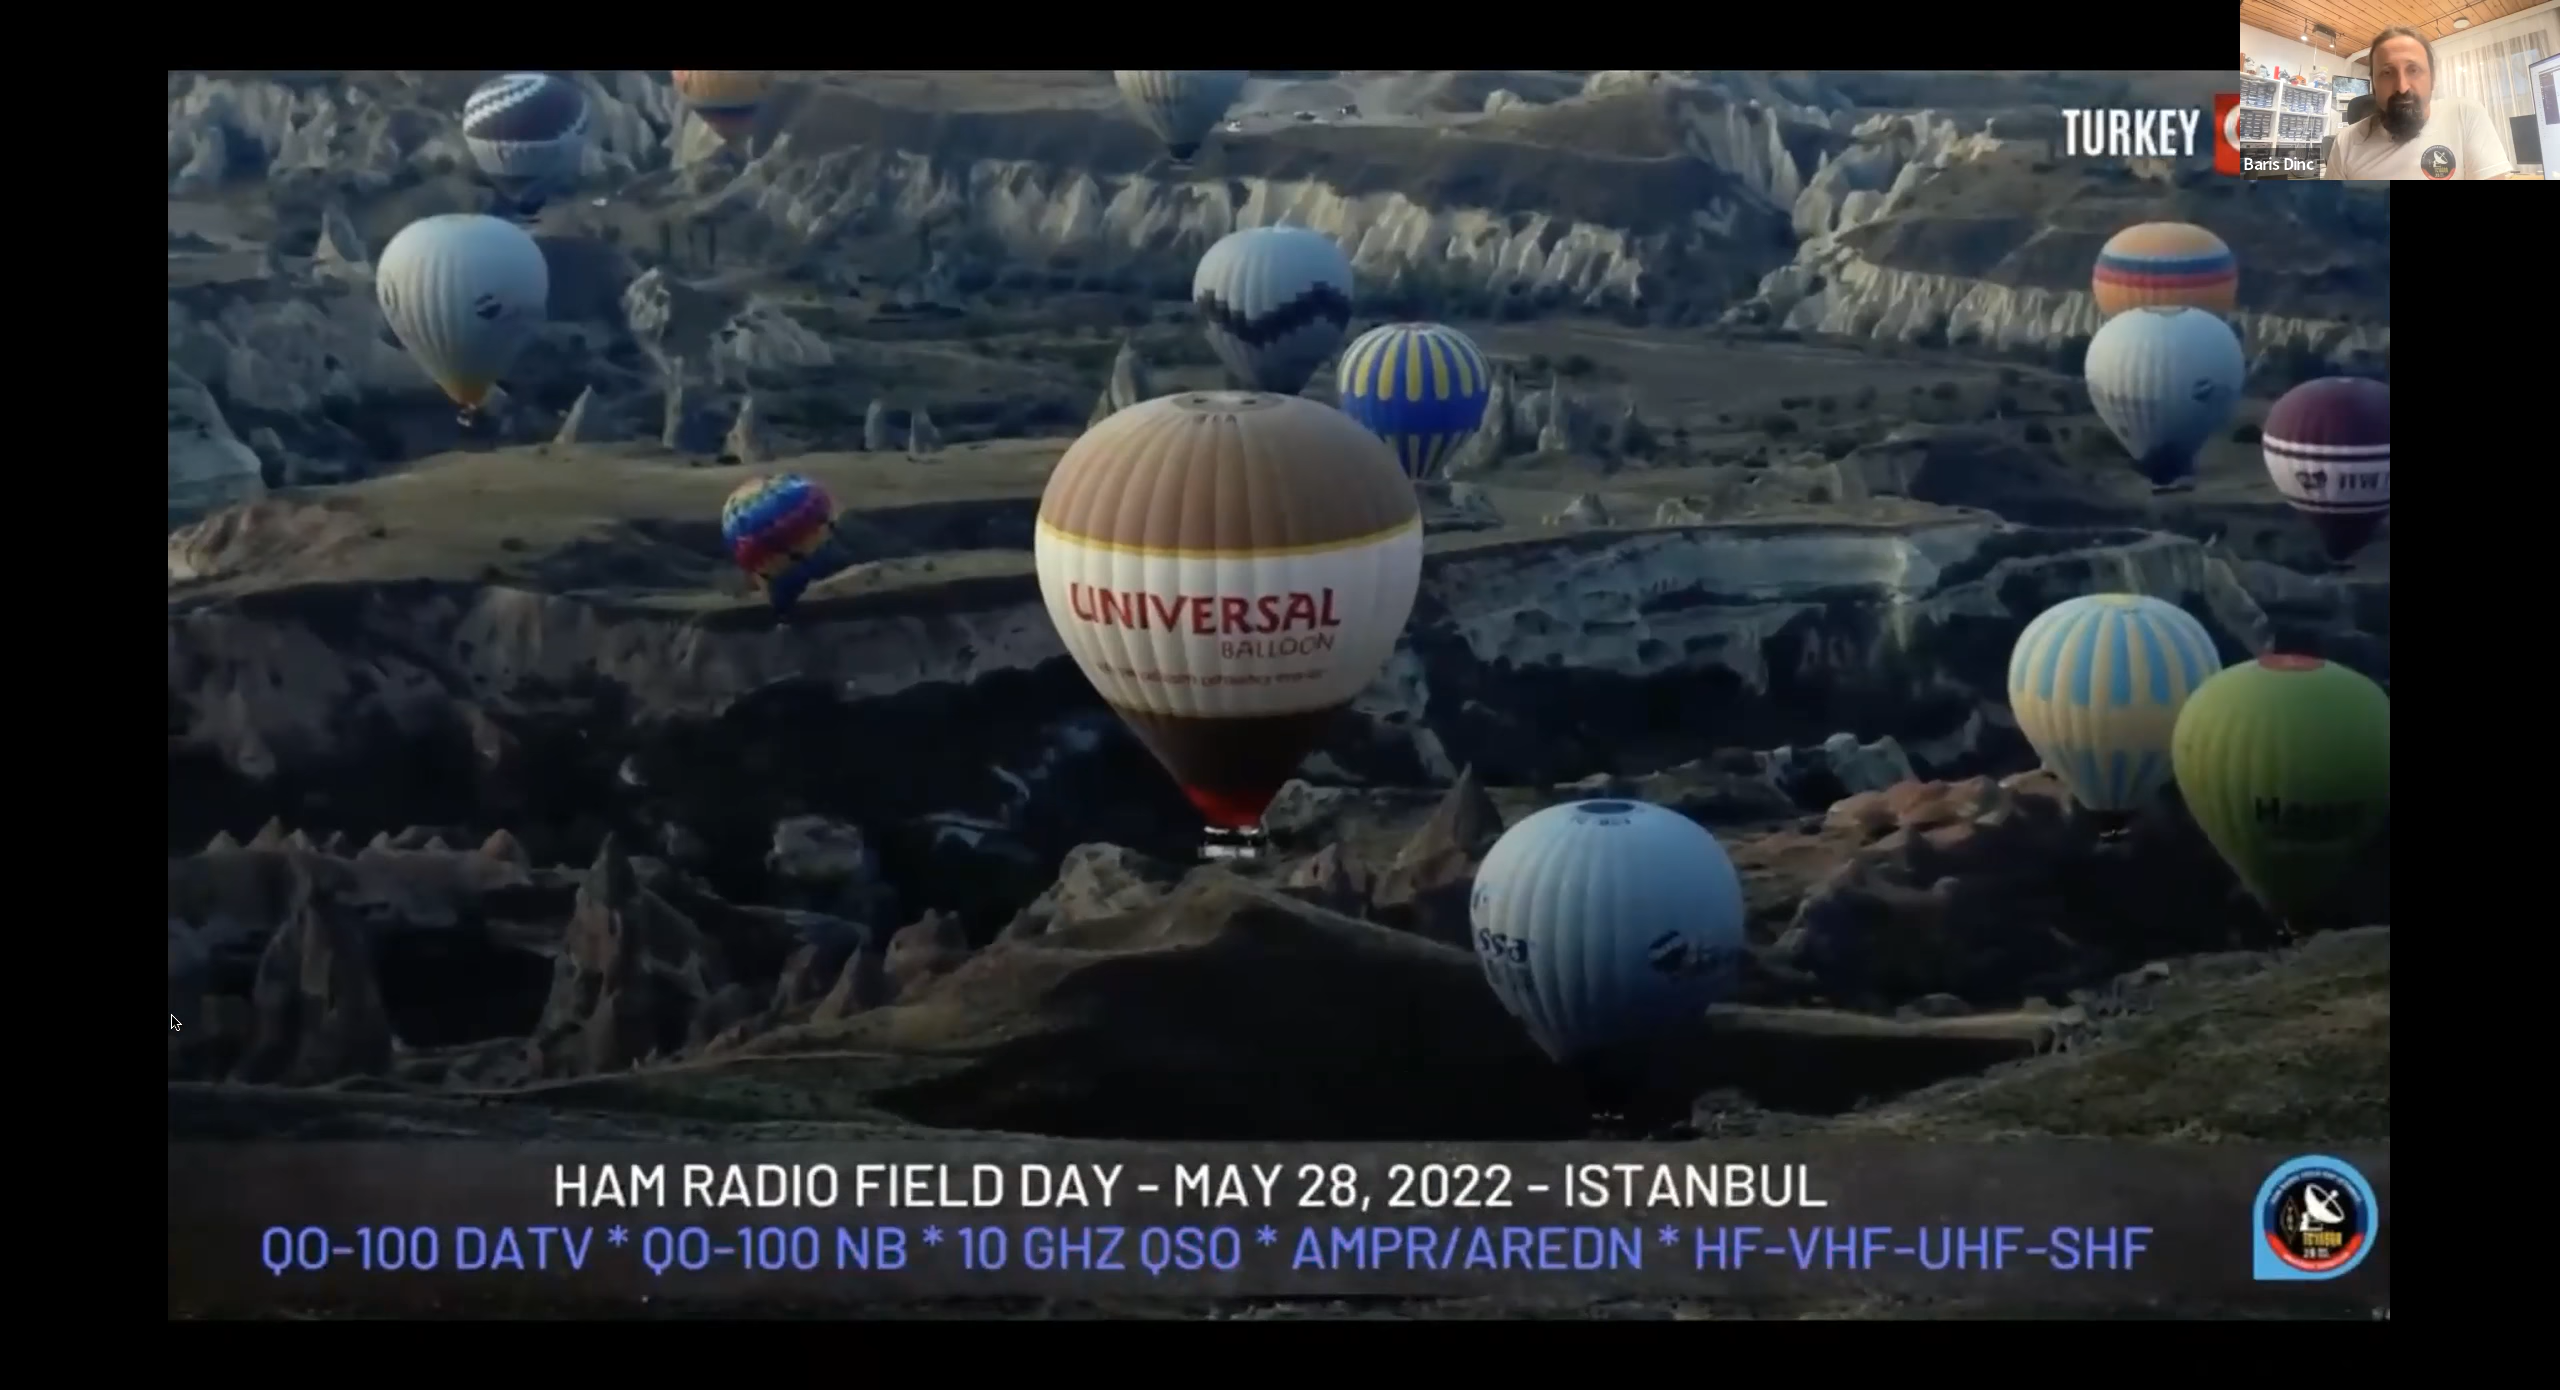 TURKEY
Baris Dinc
UNIVERSAL
BALLOON
HAM RADIO FIELD DAY - MAY 28, 2022 - ISTANBUL
QO-100 DATV * QO-100 NB * 10 GHZ QSO * AMPR/AREDN * HF-VHF-UHF-SHF